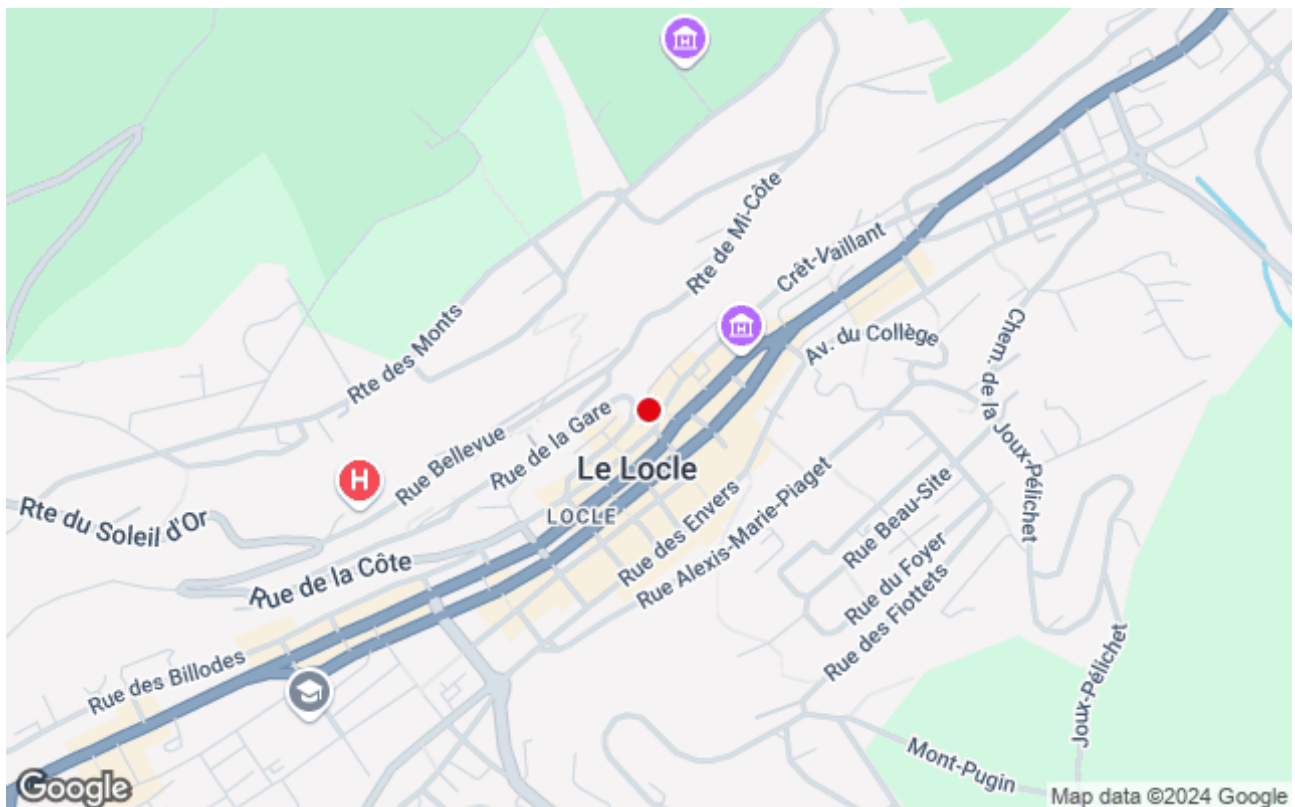 H
Rte de Mi-Côte
Crêt-Vaillant
Rte des Monts
H
Av. du Collège
Chem. de la Joux-Pélichet
Rue de la Gare
Rue Bellevue
Le Locle
H
Rte du Soleil d'Or
LOCLE
Rue des Envers
Rue Alexis-Marie-Piaget
Rue Beau-Site
Rue de la Côte
Rue du Foyer
Rue des Fiottets
Rue des Billodes
Joux-Pélichet
Mont-Pugin
Google
Map data ©2024 Google